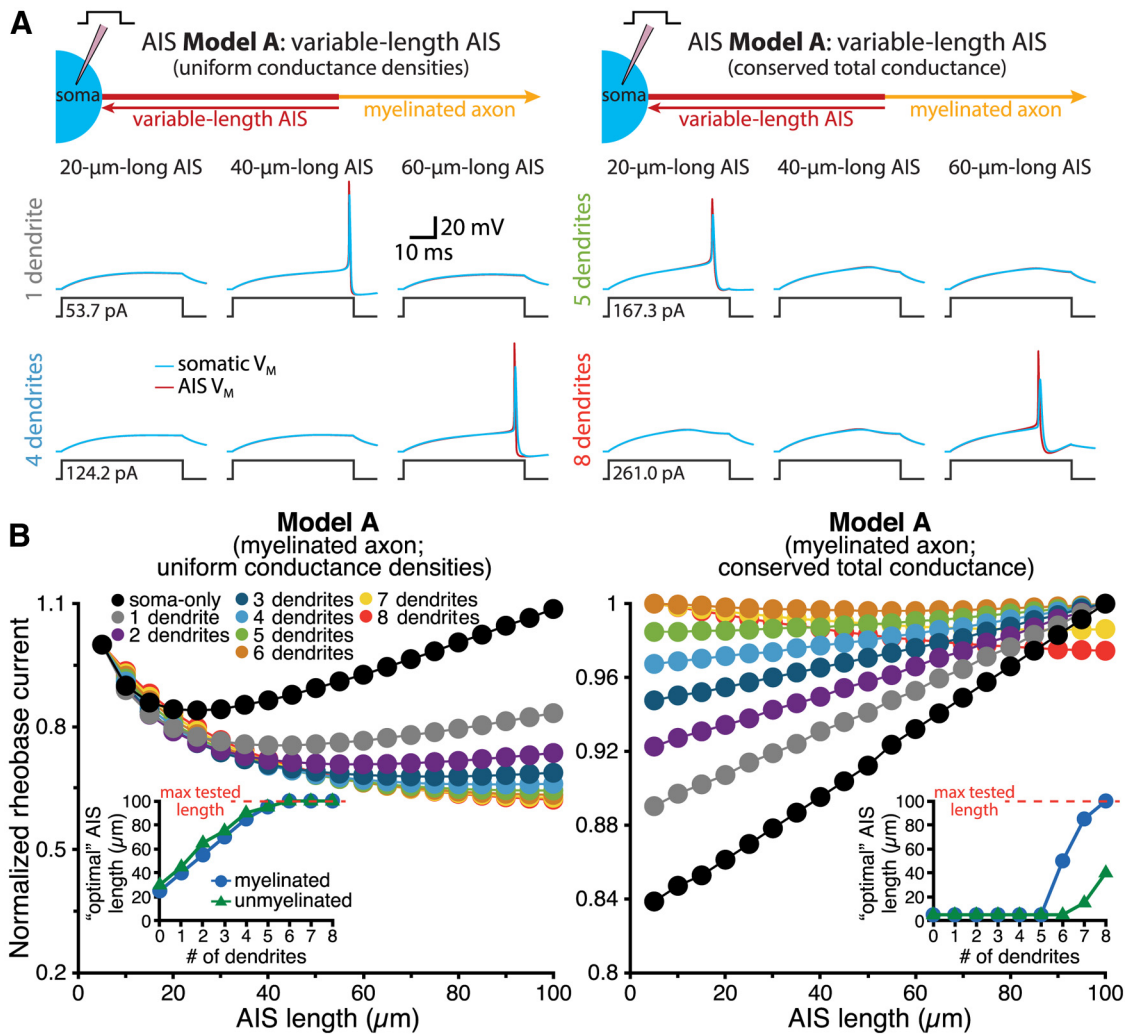 A
AIS Model A: variable-length AIS
(uniform conductance densities)
soma
variable-length AIS
myelinated axon
20-µm-long AIS
40-µm-long AIS
60-µm-long AIS
1 dendrite
20 mV
10 ms
53.7 pA
4 dendrites
somatic VM
AIS VM
124.2 pA
AIS Model A: variable-length AIS
(conserved total conductance)
soma
variable-length AIS
myelinated axon
20-µm-long AIS
40-µm-long AIS
60-µm-long AIS
5 dendrites
167.3 pA
8 dendrites
261.0 pA
B
Model A
(myelinated axon;
uniform conductance densities)
Normalized rheobase current
1.1
0.8
0.5
0.2
soma-only
1 dendrite
2 dendrites
3 dendrites
4 dendrites
5 dendrites
6 dendrites
7 dendrites
8 dendrites
"optimal" AIS
length (µm)
100
80
60
40
20
0
max tested
length
myelinated
unmyelinated
0 1 2 3 4 5 6 7 8
# of dendrites
0 20 40 60 80 100
AIS length (µm)
Model A
(myelinated axon;
conserved total conductance)
1
0.96
0.92
0.88
0.84
0.8
"optimal" AIS
length (µm)
100
80
60
40
20
0
max tested
length
0 1 2 3 4 5 6 7 8
# of dendrites
0 20 40 60 80 100
AIS length (µm)